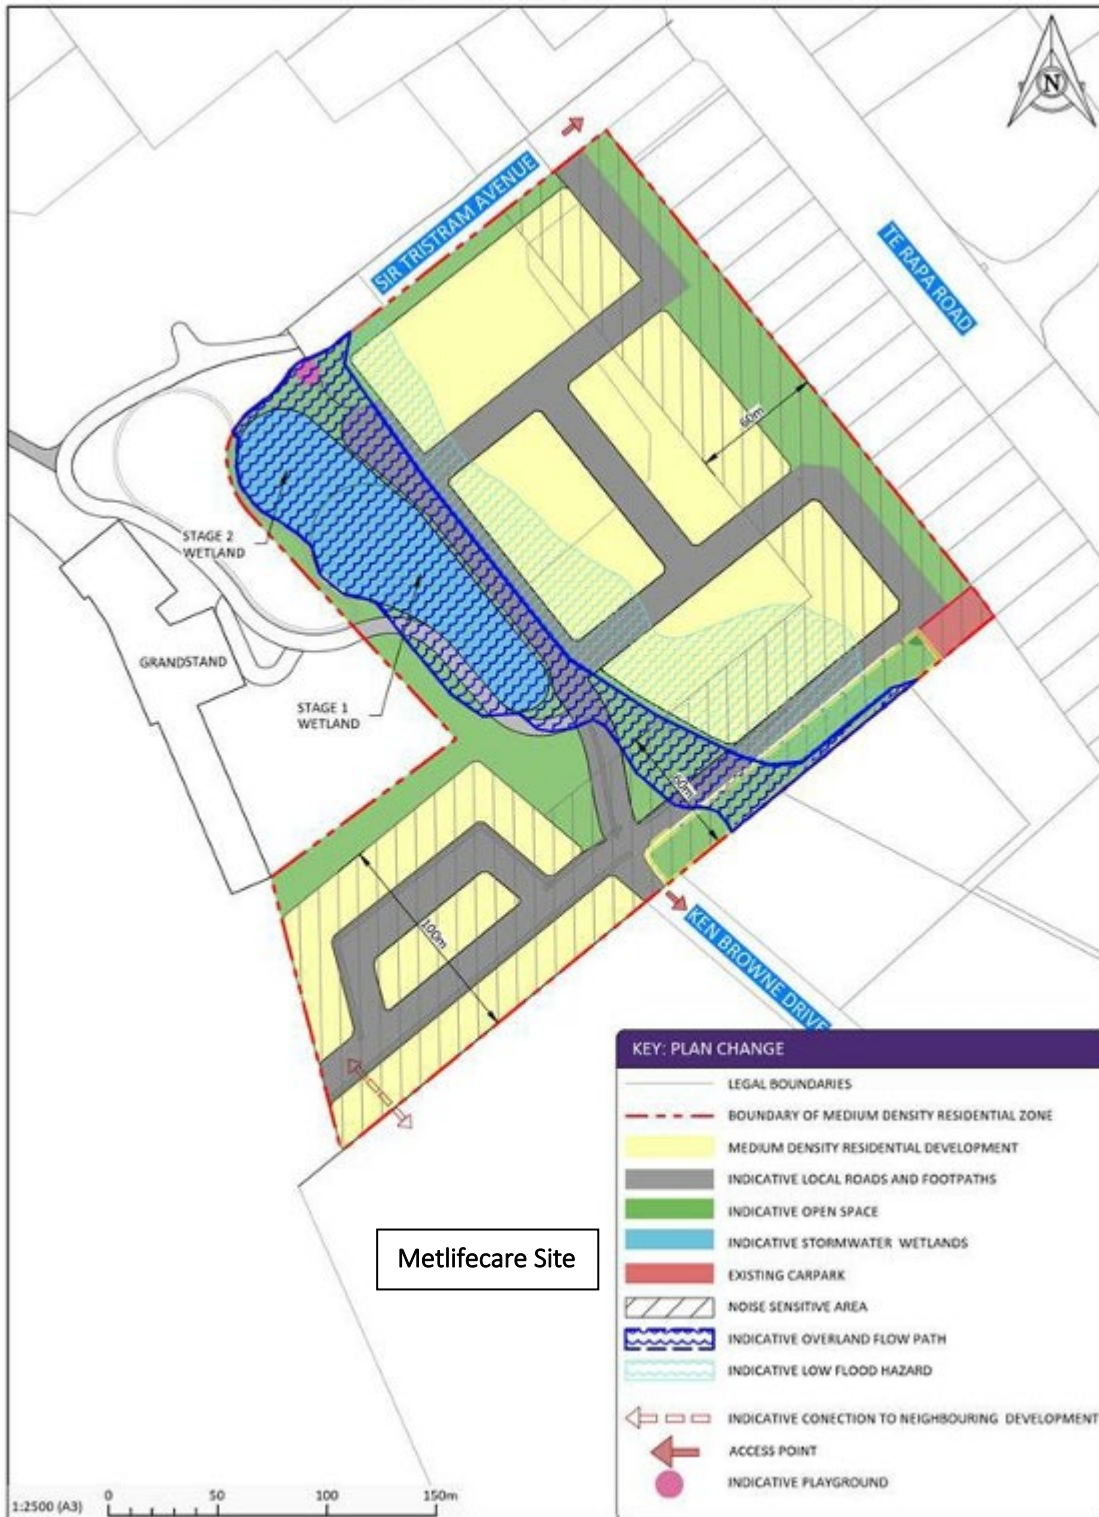 N
SIR TRISTRAM AVENUE
TE RAPA ROAD
60m
STAGE 2
WETLAND
GRANDSTAND
STAGE 1
WETLAND
100m
KEN BROWNE DRIVE
KEY: PLAN CHANGE
LEGAL BOUNDARIES
BOUNDARY OF MEDIUM DENSITY RESIDENTIAL ZONE
MEDIUM DENSITY RESIDENTIAL DEVELOPMENT
INDICATIVE LOCAL ROADS AND FOOTPATHS
INDICATIVE OPEN SPACE
INDICATIVE STORMWATER WETLANDS
EXISTING CARPARK
NOISE SENSITIVE AREA
INDICATIVE OVERLAND FLOW PATH
INDICATIVE LOW FLOOD HAZARD
INDICATIVE CONECTION TO NEIGHBOURING DEVELOPMENT
ACCESS POINT
INDICATIVE PLAYGROUND
Metlifecare Site
1:2500 (A3)
0 50 100 150m